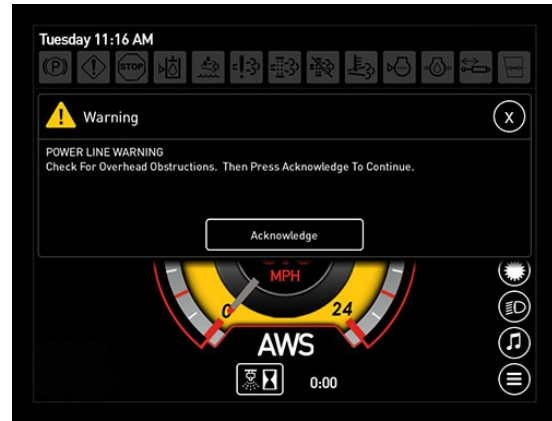 Tuesday 11:16 AM
(P) STOP
Warning X
POWER LINE WARNING
Check For Overhead Obstructions. Then Press Acknowledge To Continue.
Acknowledge
MPH
0 24
AWS
0:00